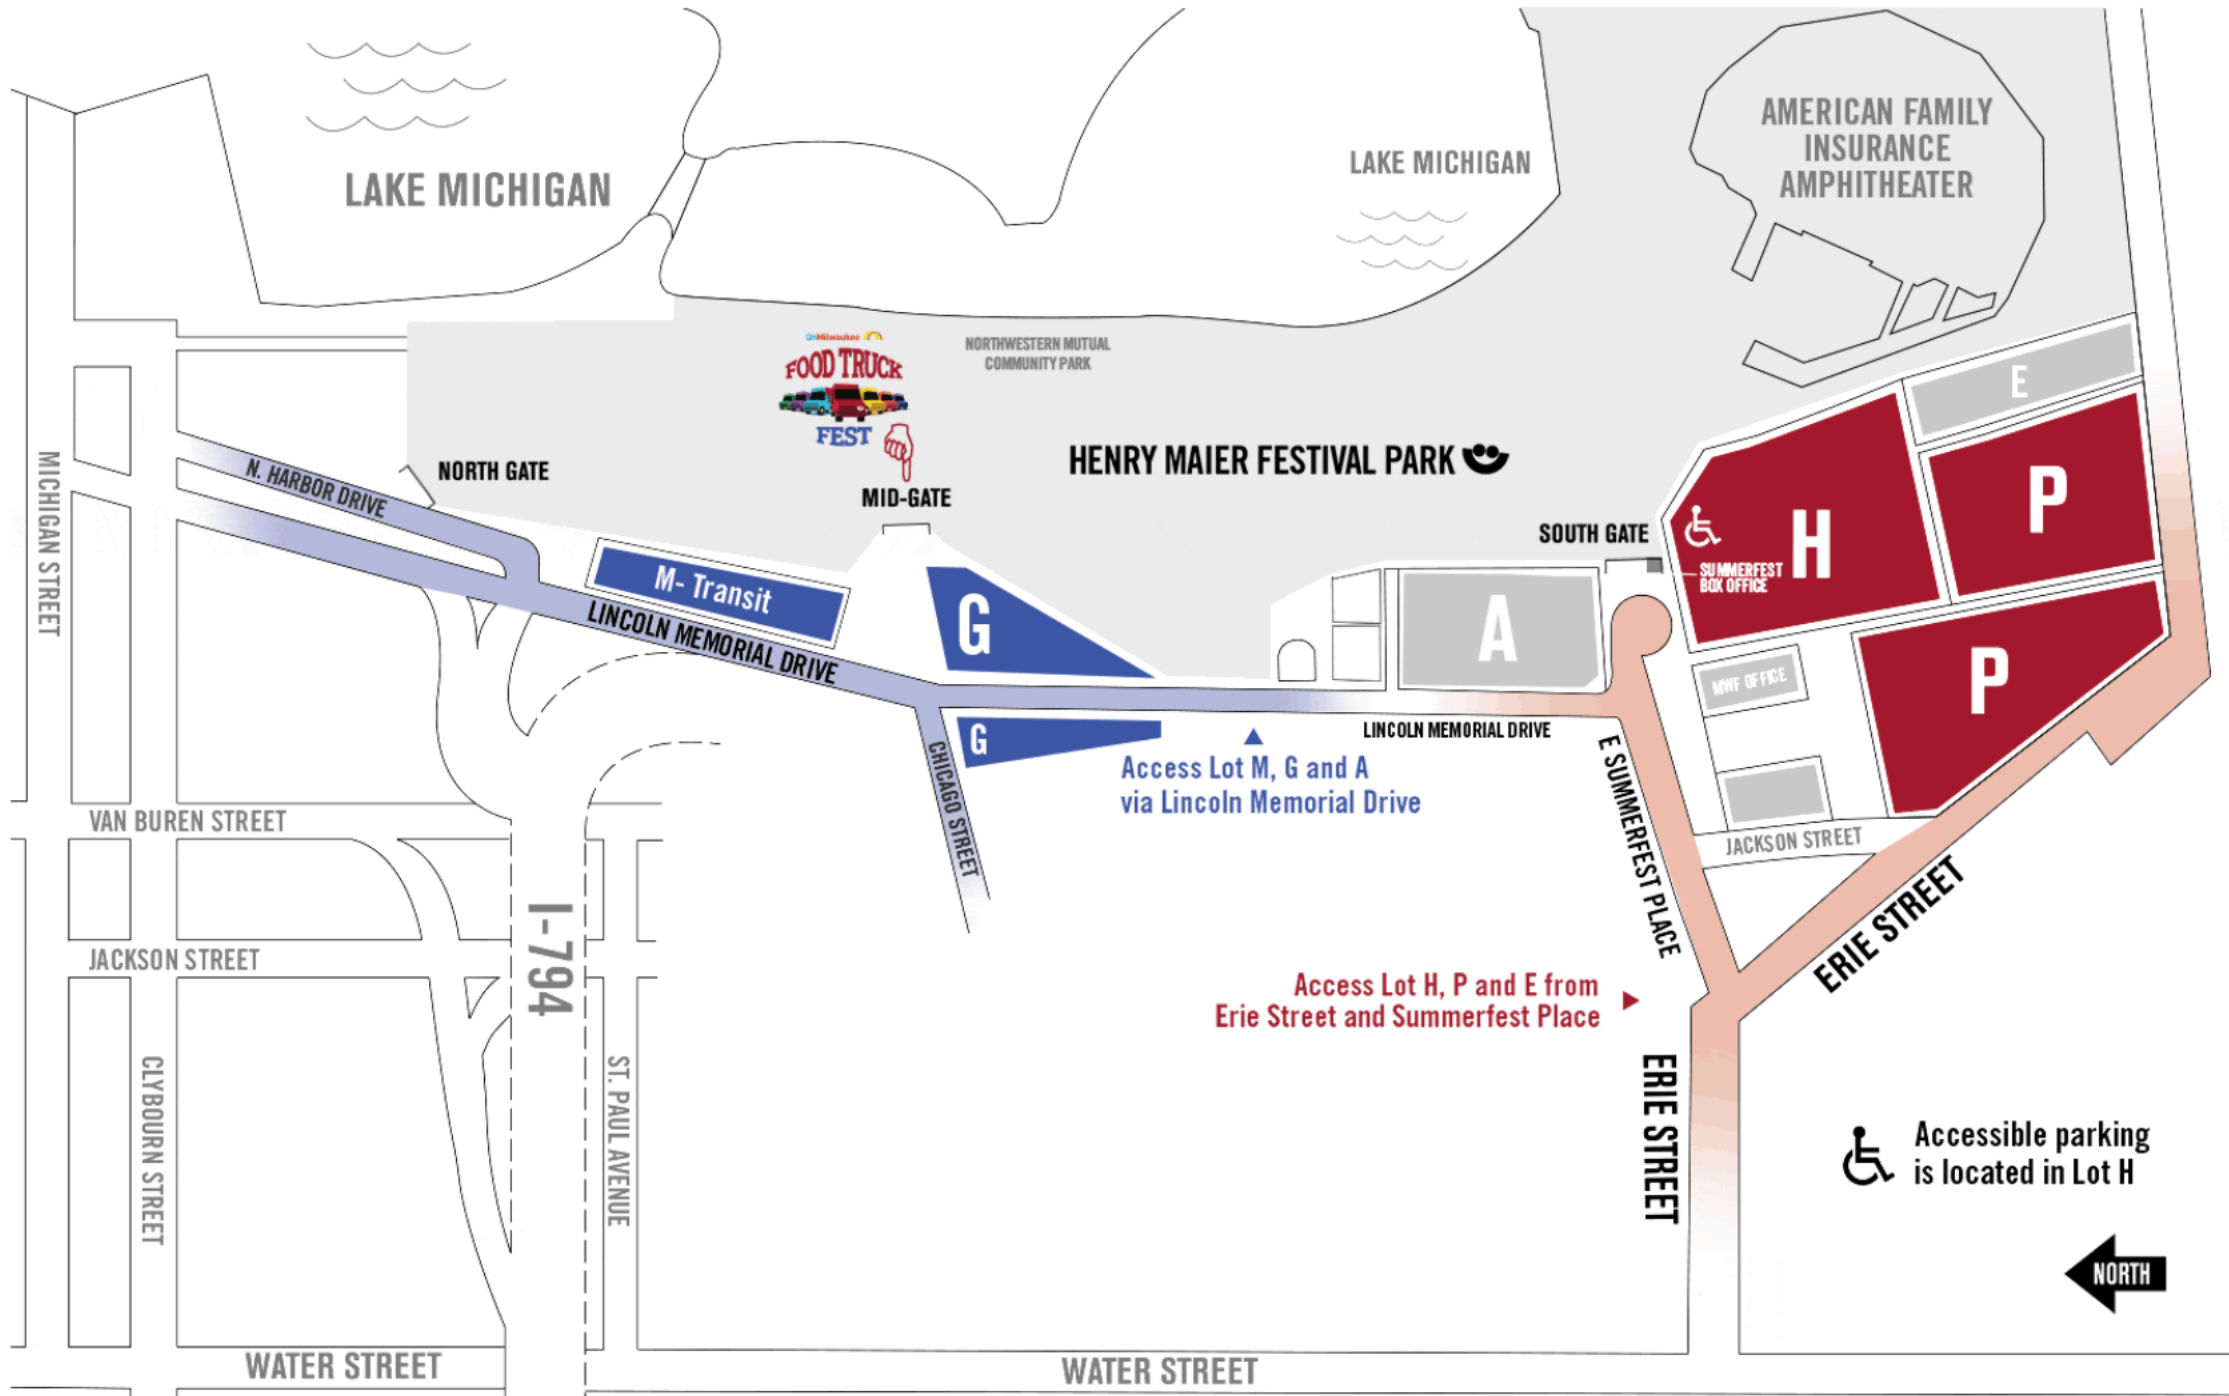 LAKE MICHIGAN
LAKE MICHIGAN
AMERICAN FAMILY
INSURANCE
AMPHITHEATER
OnMilwaukee
FOOD TRUCK
FEST
NORTHWESTERN MUTUAL
COMMUNITY PARK
HENRY MAIER FESTIVAL PARK
MICHIGAN STREET
N. HARBOR DRIVE
NORTH GATE
MID-GATE
SOUTH GATE
E
P
H
SUMMERFEST
BOX OFFICE
M- Transit
G
A
P
LINCOLN MEMORIAL DRIVE
MWF OFFICE
G
LINCOLN MEMORIAL DRIVE
CHICAGO STREET
Access Lot M, G and A
via Lincoln Memorial Drive
E SUMMERFEST PLACE
VAN BUREN STREET
JACKSON STREET
ERIE STREET
JACKSON STREET
I-794
Access Lot H, P and E from
Erie Street and Summerfest Place
CLYBOURN STREET
ST. PAUL AVENUE
ERIE STREET
Accessible parking
is located in Lot H
NORTH
WATER STREET
WATER STREET